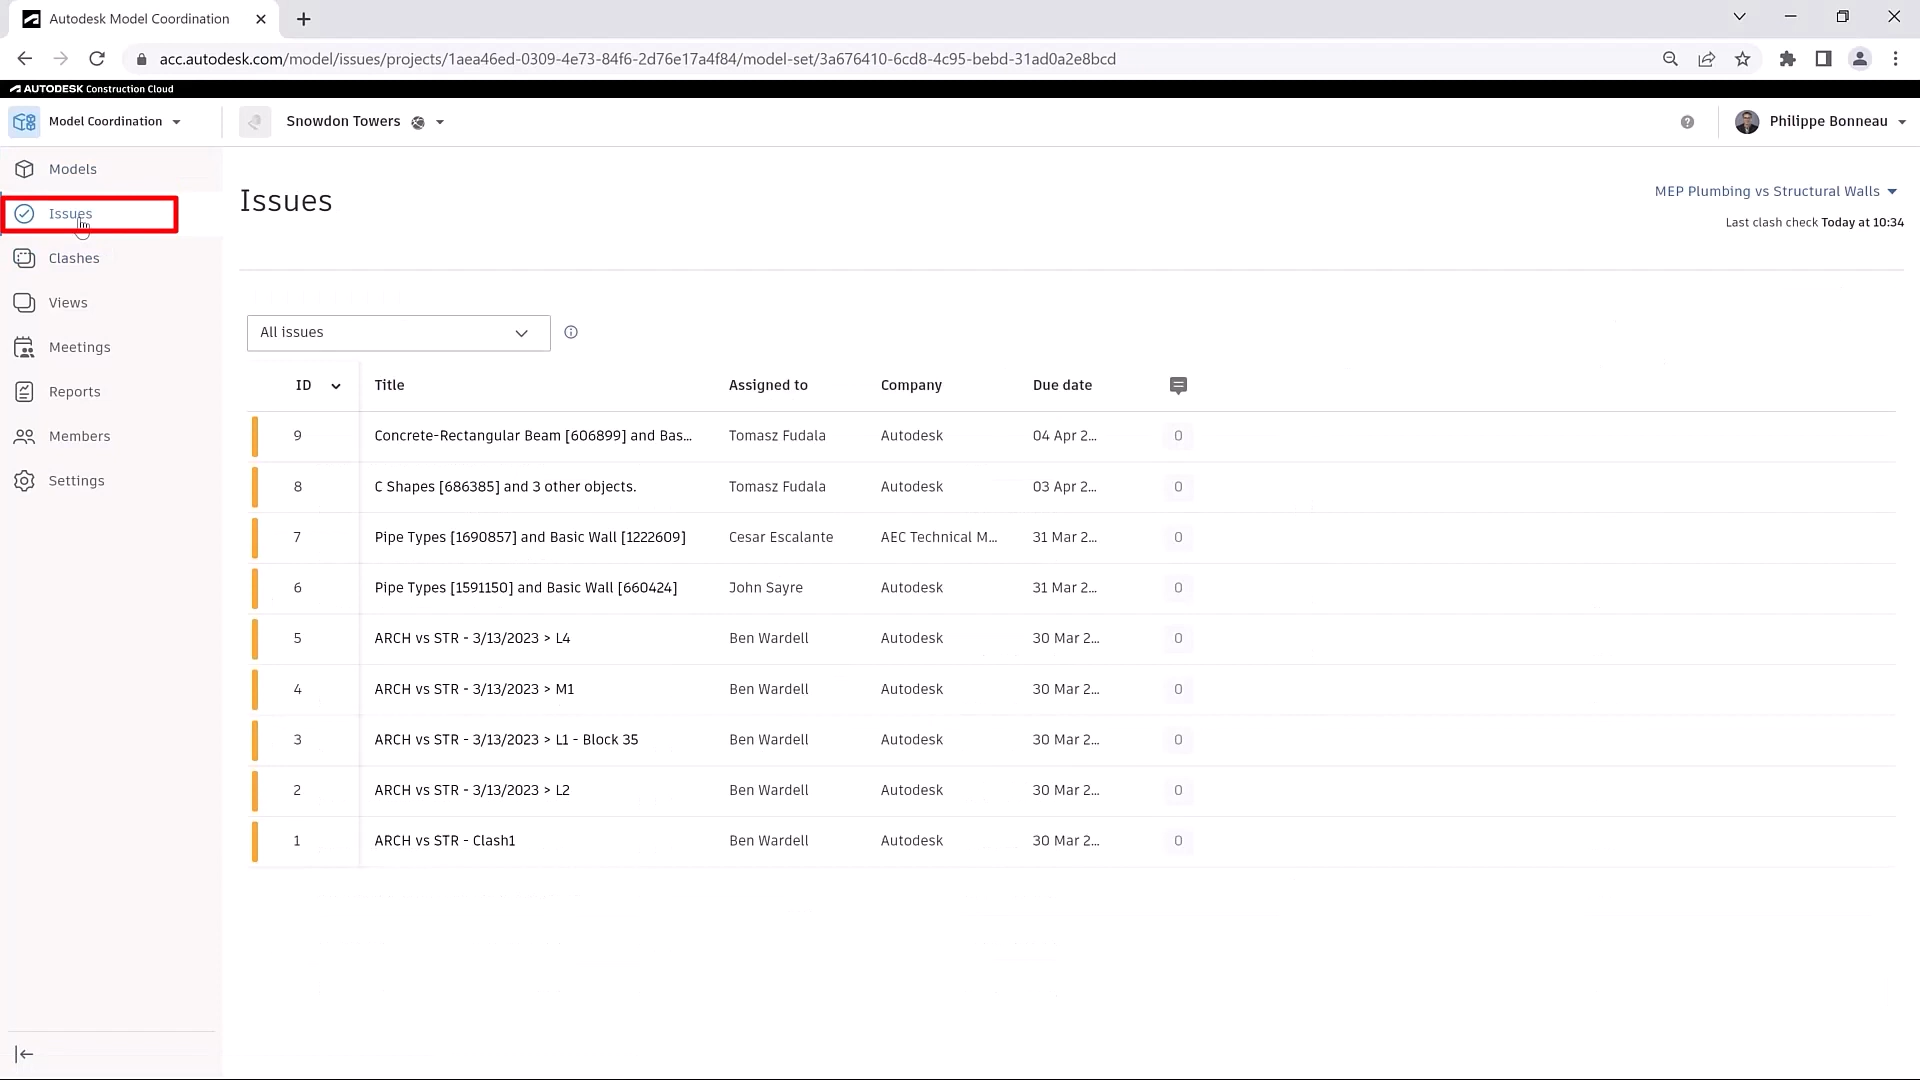 Autodesk Model Coordination
acc.autodesk.com/model/issues/projects/1aea46ed-0309-4e73-84f6-2d76e17a4f84/model-set/3a676410-6cd8-4c95-bebd-31ad0a2e8bcd
AUTODESK Construction Cloud
Model Coordination
Snowdon Towers
Philippe Bonneau
Models
Issues
Clashes
Views
Meetings
Reports
Members
Settings
Issues
MEP Plumbing vs Structural Walls
Last clash check Today at 10:34
All issues
ID Title Assigned to Company Due date
9 Concrete-Rectangular Beam [606899] and Bas... Tomasz Fudala Autodesk 04 Apr 2... 0
8 C Shapes [686385] and 3 other objects. Tomasz Fudala Autodesk 03 Apr 2... 0
7 Pipe Types [1690857] and Basic Wall [1222609] Cesar Escalante AEC Technical M... 31 Mar 2... 0
6 Pipe Types [1591150] and Basic Wall [660424] John Sayre Autodesk 31 Mar 2... 0
5 ARCH vs STR - 3/13/2023 > L4 Ben Wardell Autodesk 30 Mar 2... 0
4 ARCH vs STR - 3/13/2023 > M1 Ben Wardell Autodesk 30 Mar 2... 0
3 ARCH vs STR - 3/13/2023 > L1 - Block 35 Ben Wardell Autodesk 30 Mar 2... 0
2 ARCH vs STR - 3/13/2023 > L2 Ben Wardell Autodesk 30 Mar 2... 0
1 ARCH vs STR - Clash1 Ben Wardell Autodesk 30 Mar 2... 0